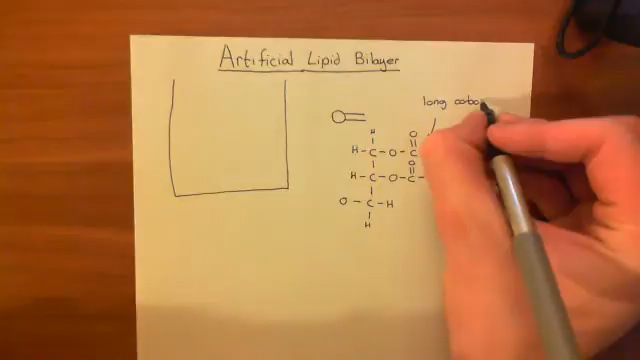 Artificial Lipid Bilayer
long carbo
O
H
H-C-O-C
O
H-C-O-C-
O-C-H
H